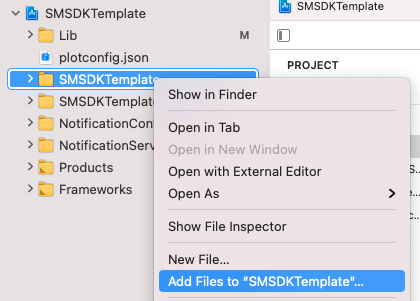 SMSDKTemplate
SMSDKTemplate
Lib
M
plotconfig.json
PROJECT
SMSDKTemplate
Show in Finder
SMSDKTemplat
Open in Tab
NotificationCon
Open in New Window
NotificationServ
Open with External Editor
Products
Open As
Frameworks
Show File Inspector
New File...
Add Files to “SMSDKTemplate”...